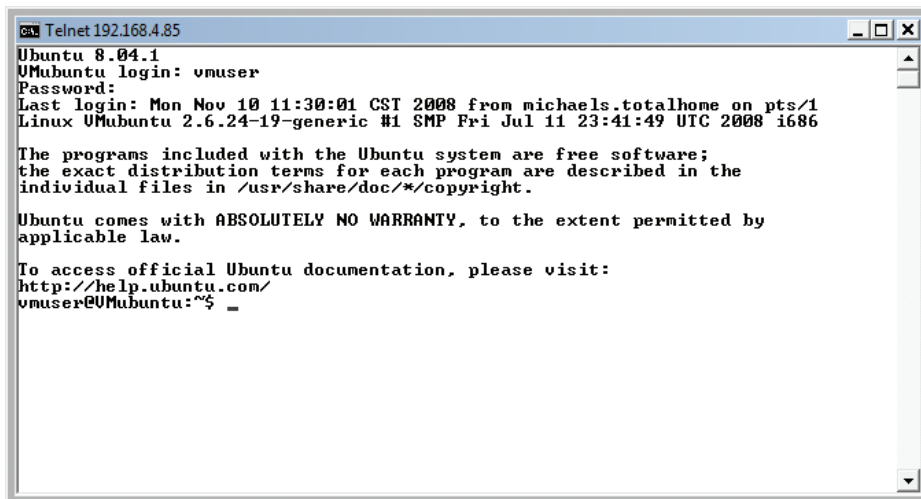 Telnet 192.168.4.85
Ubuntu 8.04.1
VMubuntu login: vmuser
Password:
Last login: Mon Nov 10 11:30:01 CST 2008 from michaels.totalhome on pts/1
Linux VMubuntu 2.6.24-19-generic #1 SMP Fri Jul 11 23:41:49 UTC 2008 i686
The programs included with the Ubuntu system are free software;
the exact distribution terms for each program are described in the
individual files in /usr/share/doc/*/copyright.
Ubuntu comes with ABSOLUTELY NO WARRANTY, to the extent permitted by
applicable law.
To access official Ubuntu documentation, please visit:
http://help.ubuntu.com/
vmuser@VMubuntu:~$ _